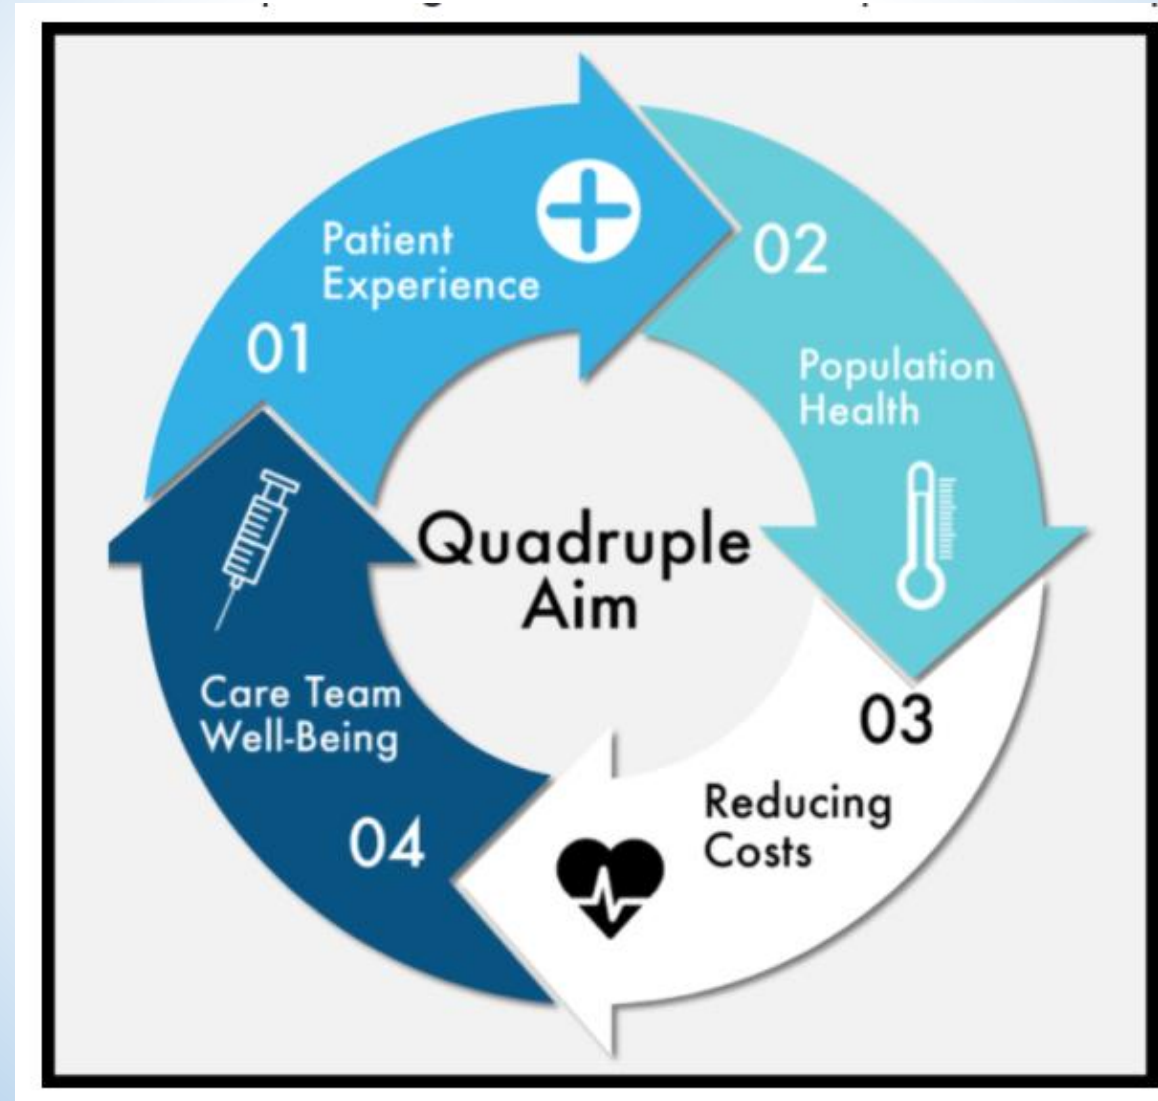 01
Patient
Experience
02
Population
Health
03
Reducing
Costs
04
Care Team
Well-Being
Quadruple
Aim